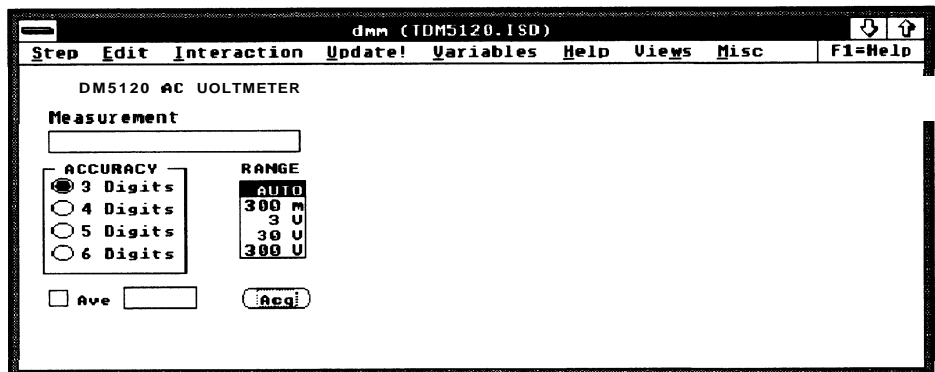 dmm (TDM5120.ISD)
Step Edit Interaction Update! Variables Help Views Misc F1=Help
DM5120 AC UOLTMETER
Measurement
ACCURACY RANGE
3 Digits AUTO
4 Digits 300 m
3 V
5 Digits 30 V
6 Digits 300 V
Ave Acq